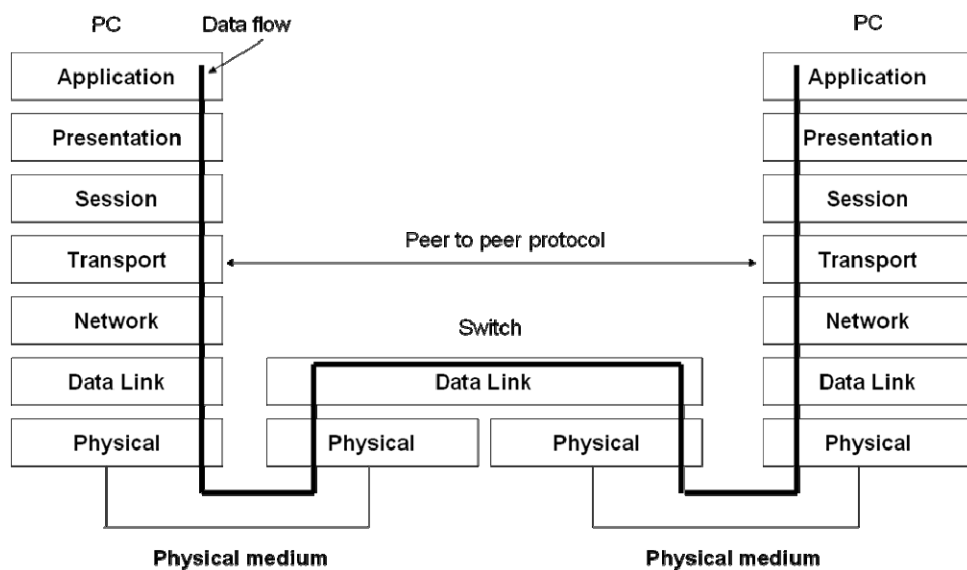 PC
Data flow
PC
Application
Application
Presentation
Presentation
Session
Session
Peer to peer protocol
Transport
Transport
Network
Network
Switch
Data Link
Data Link
Data Link
Physical
Physical
Physical
Physical
Physical medium
Physical medium